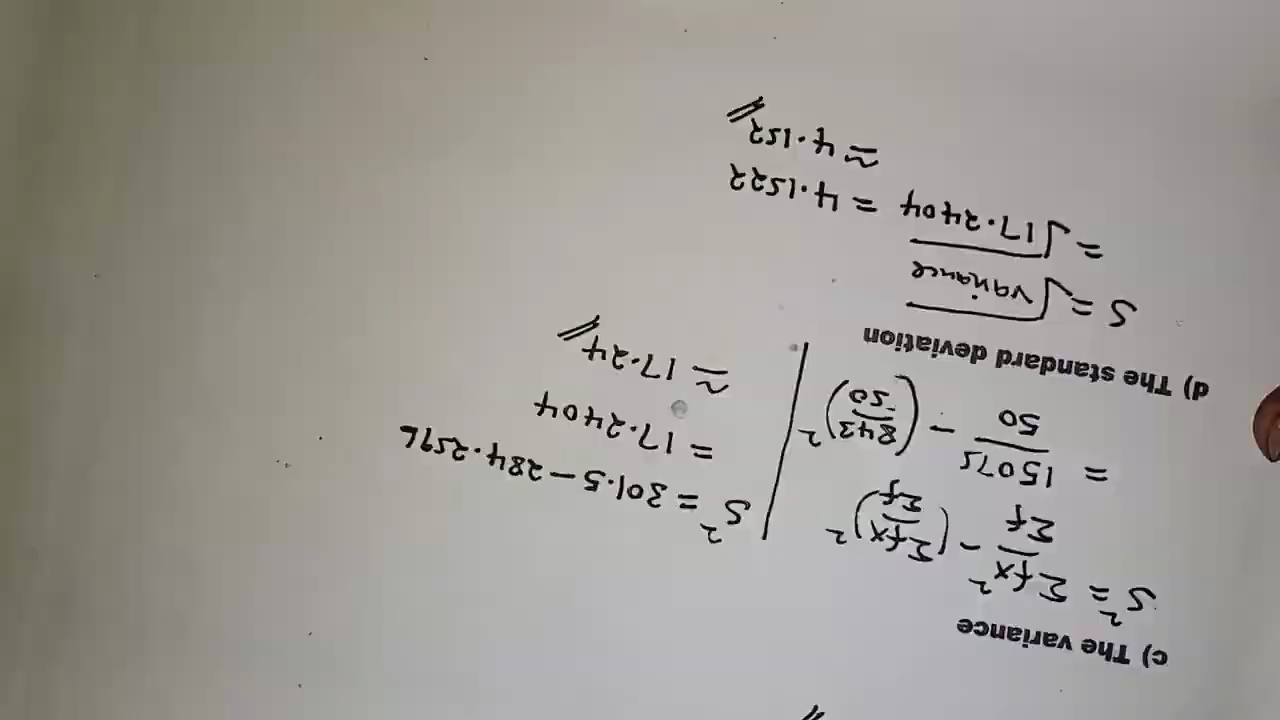 c) The variance
S² = Σfx²/Σf - (Σfx/Σf)²
= 15075/50 - (843/50)²
S² = 301.5 - 284.2596
= 17.2404
≈ 17.24
d) The standard deviation
S = √variance
= √17.2404 = 4.1522
≈ 4.152